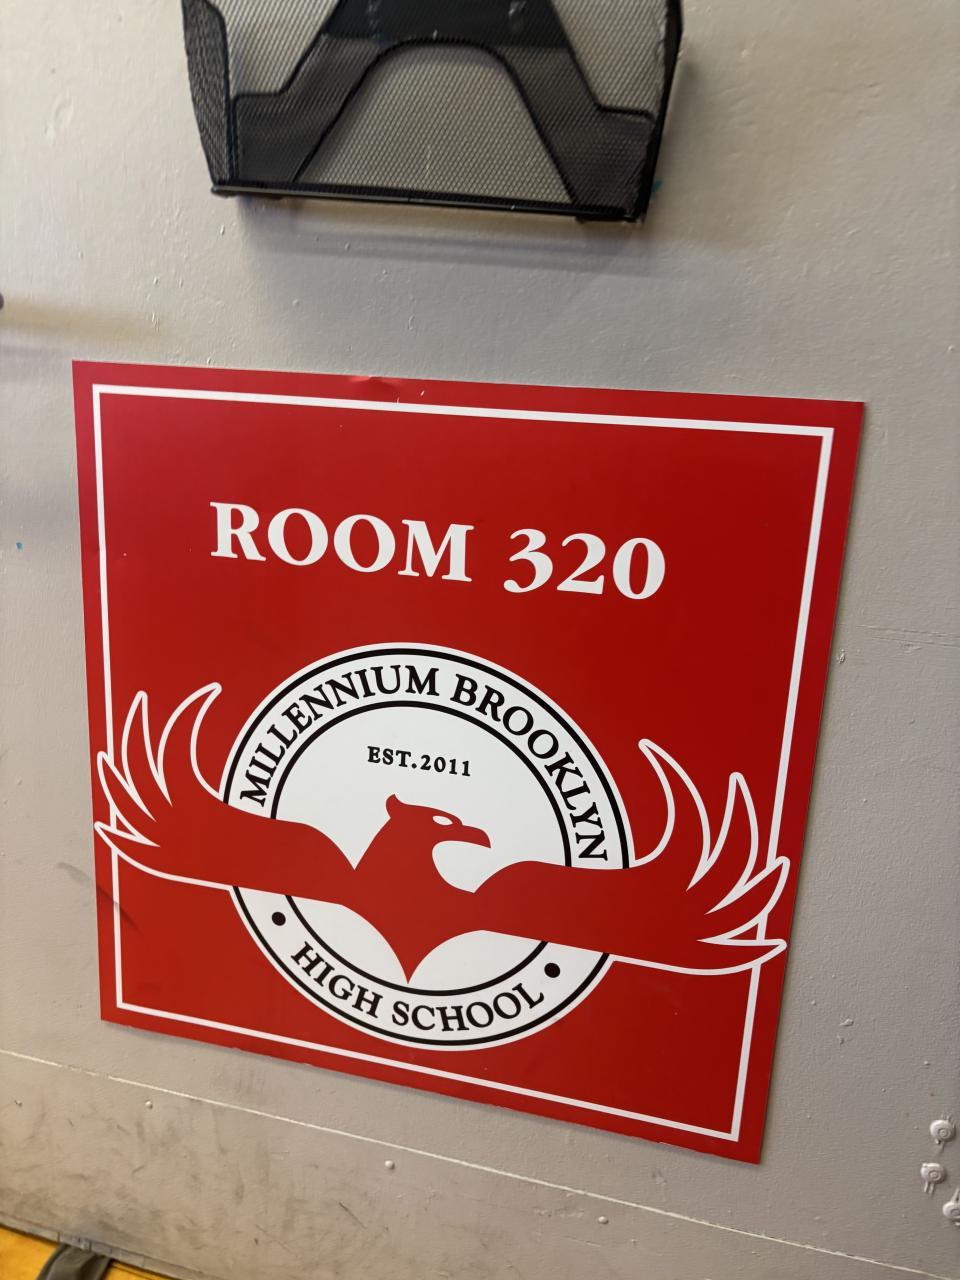 ROOM 320
MILLENNIUM BROOKLYN
EST.2011
HIGH SCHOOL